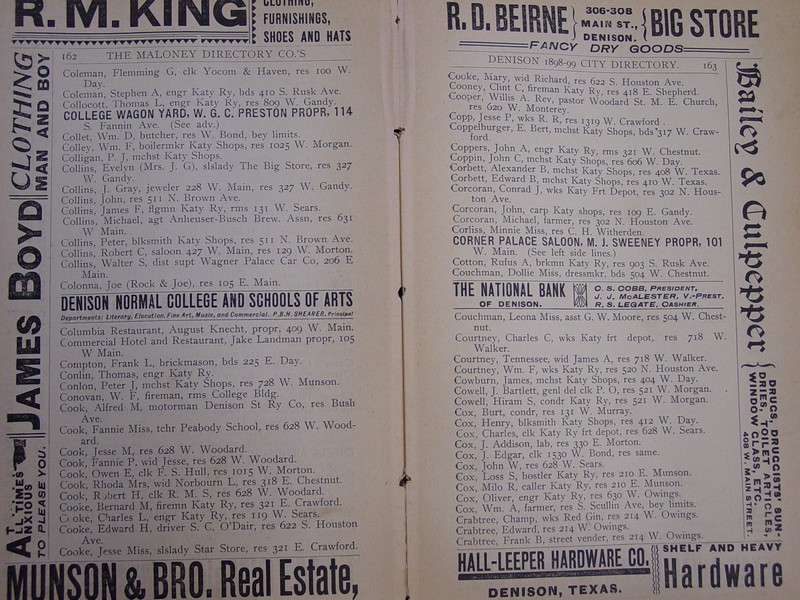 R. M. KING
CLOTHING,
FURNISHINGS,
SHOES AND HATS
162 THE MALONEY DIRECTORY CO.'S
Coleman, Flemming G, clk Yocom & Haven, res 100 W.
Day.
Coleman, Stephen A, engr Katy Ry, bds 410 S. Rusk Ave.
Collocott, Thomas L, engr Katy Ry, res 809 W. Gandy.
COLLEGE WAGON YARD, W. G. C. PRESTON PROPR, 114
S. Fannin Ave. (See adv.)
Collet, Wm. D, butcher, res W. Bond, bey limits.
Colley, Wm. F, boilermkr Katy Shops, res 1025 W. Morgan.
Colligan, P. J, mchst Katy Shops.
Collins, Evelyn (Mrs. J. G), slslady The Big Store, res 327
W. Gandy.
Collins, J. Gray, jeweler 228 W. Main, res 327 W. Gandy.
Collins, John, res 511 N. Brown Ave.
Collins, James F, flgmn Katy Ry, rms 131 W. Sears.
Collins, Michael, agt Anheuser-Busch Brew. Assn, res 631
W Main.
Collins, Peter, blksmith Katy Shops, res 511 N. Brown Ave.
Collins, Robert C, saloon 427 W. Main, res 129 W. Morton.
Collins, Walter S, dist supt Wagner Palace Car Co, 206 E
Main.
Colonna, Joe (Rock & Joe), res 105 E. Main.
DENISON NORMAL COLLEGE AND SCHOOLS OF ARTS
Departments: Literary, Elocution, Fine Art, Music, and Commercial. P.B.H. SHEARER, Principal
Columbia Restaurant, August Knecht, propr, 409 W. Main.
Commercial Hotel and Restaurant, Jake Landman propr, 105
W Main.
Compton, Frank L, brickmason, bds 225 E. Day.
Conlin, Thomas, engr Katy Ry.
Conlon, Peter J, mchst Katy Shops, res 728 W. Munson.
Conovan, W. F, fireman, rms College Bldg.
Cook, Alfred M, motorman Denison St Ry Co, res Bush
Ave.
Cook, Fannie Miss, tchr Peabody School, res 628 W. Wood-
ard.
Cook, Jesse M, res 628 W. Woodard.
Cook, Fannie P, wid Jesse, res 628 W. Woodard.
Cook, Owen E, clk F. S. Hull, res 1015 W. Morton.
Cook, Rhoda Mrs, wid Norbourn L, res 318 E. Chestnut.
Cook, Robert H, clk R. M. S, res 628 W. Woodard.
Cooke, Bernard M, firemn Katy Ry, res 321 E. Crawford.
Cooke, Charles L, engr Katy Ry, res 119 W. Sears.
Cooke, Edward H, driver S. C. O'Dair, res 622 S. Houston
Ave.
Cooke, Jesse Miss, slslady Star Store, res 321 E. Crawford.
MUNSON & BRO. Real Estate,
JAMES BOYD CLOTHING
MAN AND BOY
AT ALL TIMES
ANXIOUS
TO PLEASE YOU.
R. D. BEIRNE
306-308
MAIN ST.,
DENISON.
BIG STORE
FANCY DRY GOODS
DENISON 1898-99 CITY DIRECTORY. 163
Cooke, Mary, wid Richard, res 622 S. Houston Ave.
Cooney, Clint C, fireman Katy Ry, res 418 E. Shepherd.
Cooper, Willis A, Rev, pastor Woodard St. M. E. Church,
res 620 W. Monterey.
Copp, Jesse P, wks R. R, res 1319 W. Crawford.
Coppelburger, E. Bert, mchst Katy Shops, bds 317 W. Craw-
ford.
Coppers, John A, engr Katy Ry, rms 321 W. Chestnut.
Coppin, John C, mchst Katy Shops, res 606 W. Day.
Corbett, Alexander B, mchst Katy Shops, res 408 W. Texas.
Corbett, Edward B, mchst Katy Shops, res 410 W. Texas.
Corcoran, Conrad J, wks Katy Frt Depot, res 302 N. Hous-
ton Ave.
Corcoran, John, carp Katy shops, res 109 E. Gandy.
Corcoran, Michael, farmer, res 302 N. Houston Ave.
Corliss, Minnie Miss, res C. H. Witherden.
CORNER PALACE SALOON, M. J. SWEENEY PROPR, 101
W. Main. (See left side lines.)
Cotton, Rufus A, brkmn Katy Ry, res 903 S. Rusk Ave.
Couchman, Dollie Miss, dressmkr, bds 504 W. Chestnut.
THE NATIONAL BANK
OF DENISON.
O. S. COBB, PRESIDENT,
J. J. McALESTER, V.-PREST.
R. S. LEGATE, CASHIER.
Couchman, Leona Miss, asst G. W. Moore, res 504 W. Chest-
nut.
Courtney, Charles C, wks Katy frt depot, res 718 W.
Walker.
Courtney, Tennessee, wid James A, res 718 W. Walker.
Courtney, Wm. F, wks Katy Ry, res 520 N. Houston Ave.
Cowburn, James, mchst Katy Shops, res 404 W. Day.
Cowell, J. Bartlett, genl del clk P. O, res 521 W. Morgan.
Cowell, Hiram S, condr Katy Ry, res 521 W. Morgan.
Cox, Burt, condr, res 131 W. Murray.
Cox, Henry, blksmith Katy Shops, res 412 W. Day.
Cox, Charles, clk Katy Ry frt depot, res 628 W. Sears.
Cox, J. Addison, lab, res 330 E. Morton.
Cox, J. Edgar, clk 1530 W. Bond, res same.
Cox, John W, res 628 W. Sears.
Cox, Loss S, hostler Katy Ry, res 210 E. Munson.
Cox, Milo R, caller Katy Ry, res 210 E. Munson.
Cox, Oliver, engr Katy Ry, res 630 W. Owings.
Cox, Wm. A, farmer, res S. Scullin Ave, bey limits.
Crabtree, Champ, wks Red Gin, res 214 W. Owings.
Crabtree, Edward, res 214 W. Owings.
Crabtree, Frank B, street vender, res 214 W. Owings.
HALL-LEEPER HARDWARE CO.
DENISON, TEXAS.
SHELF AND HEAVY
Hardware
Bailey & Culpepper
DRUGS, DRUGGISTS' SUN-
DRIES, TOILET ARTICLES,
WINDOW GLASS, ETC.
408 W. MAIN STREET.